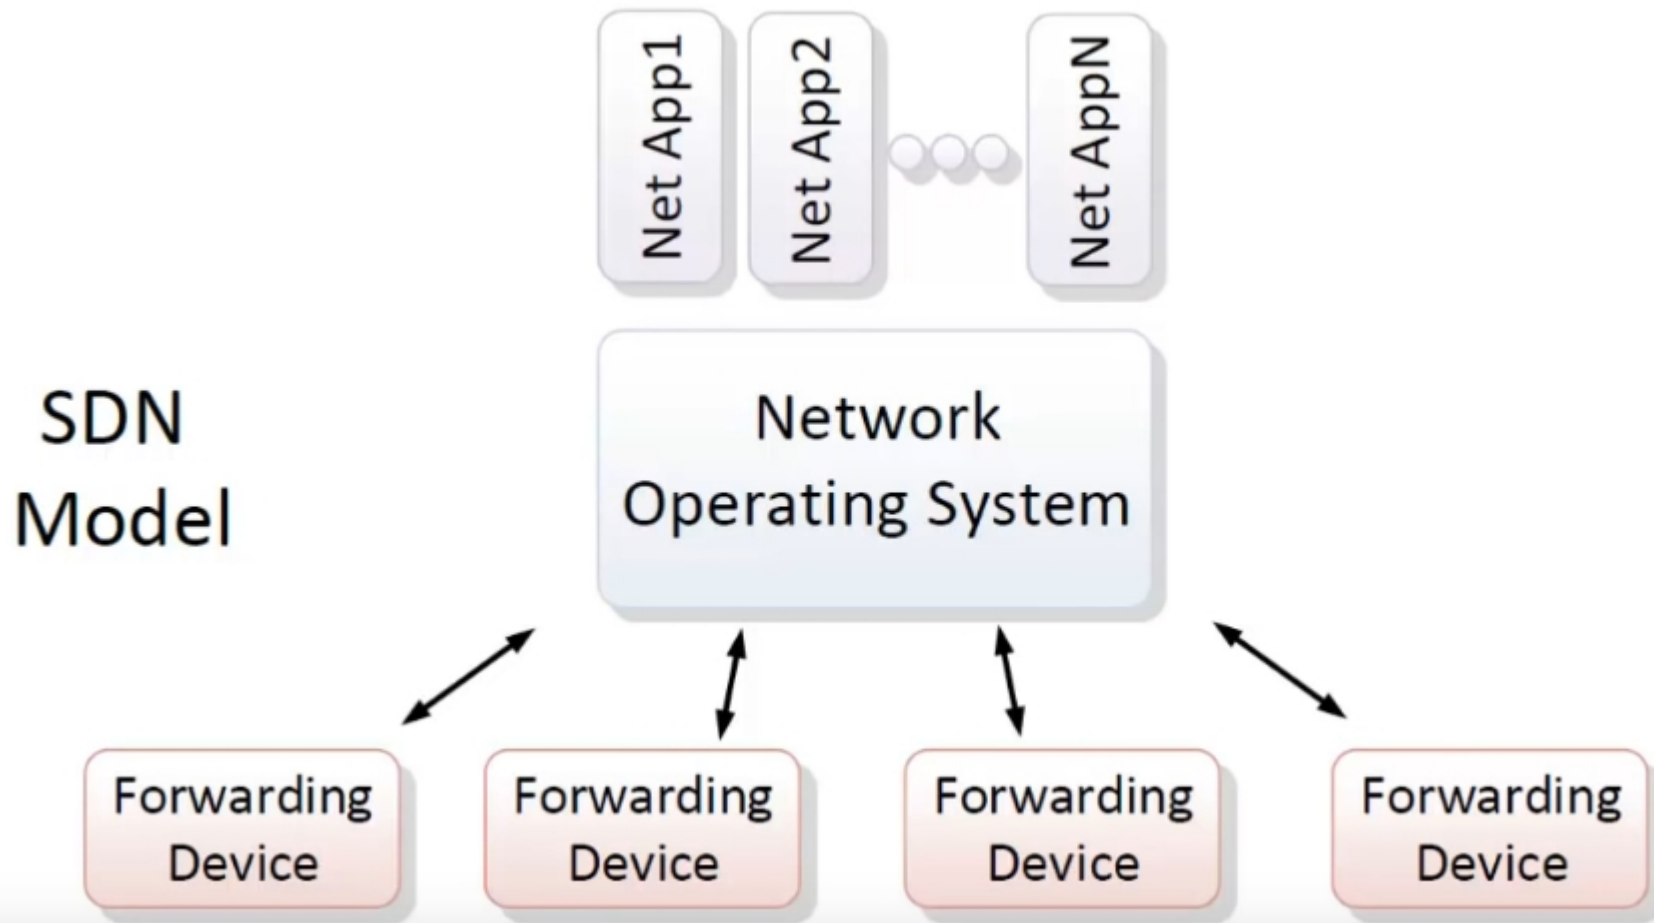 Net App1
Net App2
Net AppN
SDN
Model
Network
Operating System
Forwarding
Device
Forwarding
Device
Forwarding
Device
Forwarding
Device